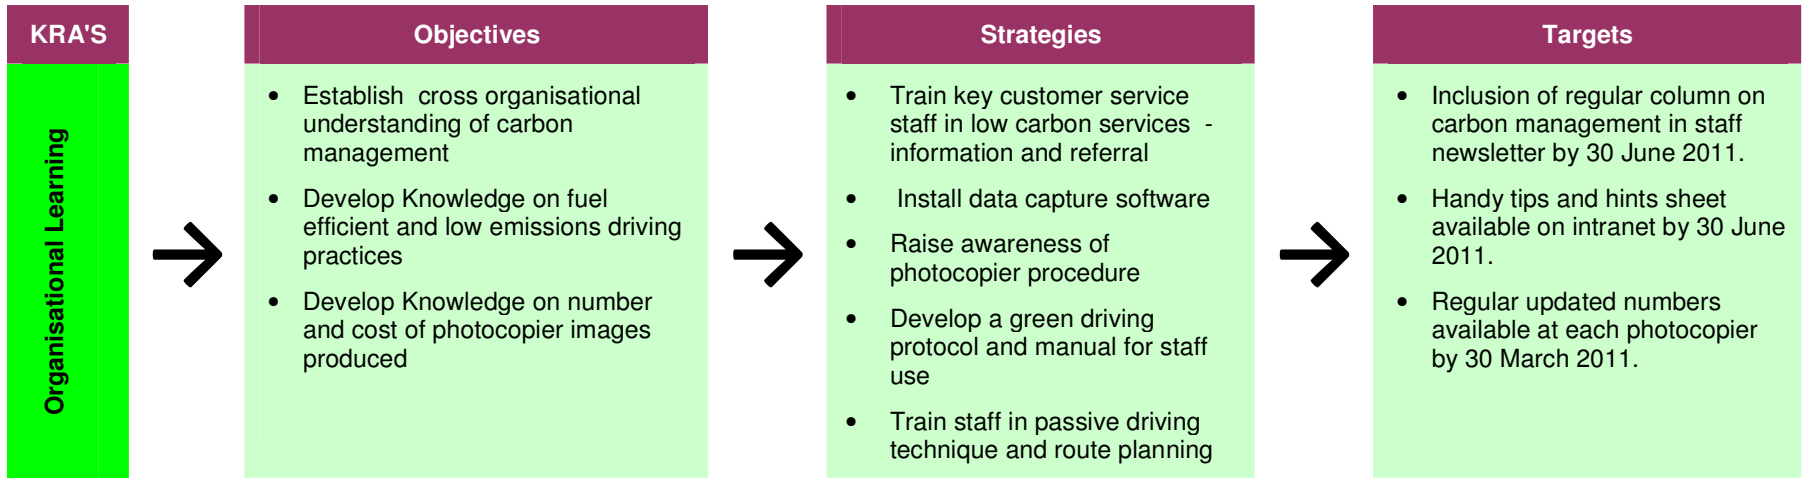 KRA'S
Organisational Learning
Objectives
• Establish cross organisational
understanding of carbon
management
• Develop Knowledge on fuel
efficient and low emissions driving
practices
• Develop Knowledge on number
and cost of photocopier images
produced
Strategies
• Train key customer service
staff in low carbon services -
information and referral
• Install data capture software
• Raise awareness of
photocopier procedure
• Develop a green driving
protocol and manual for staff
use
• Train staff in passive driving
technique and route planning
Targets
• Inclusion of regular column on
carbon management in staff
newsletter by 30 June 2011.
• Handy tips and hints sheet
available on intranet by 30 June
2011.
• Regular updated numbers
available at each photocopier
by 30 March 2011.